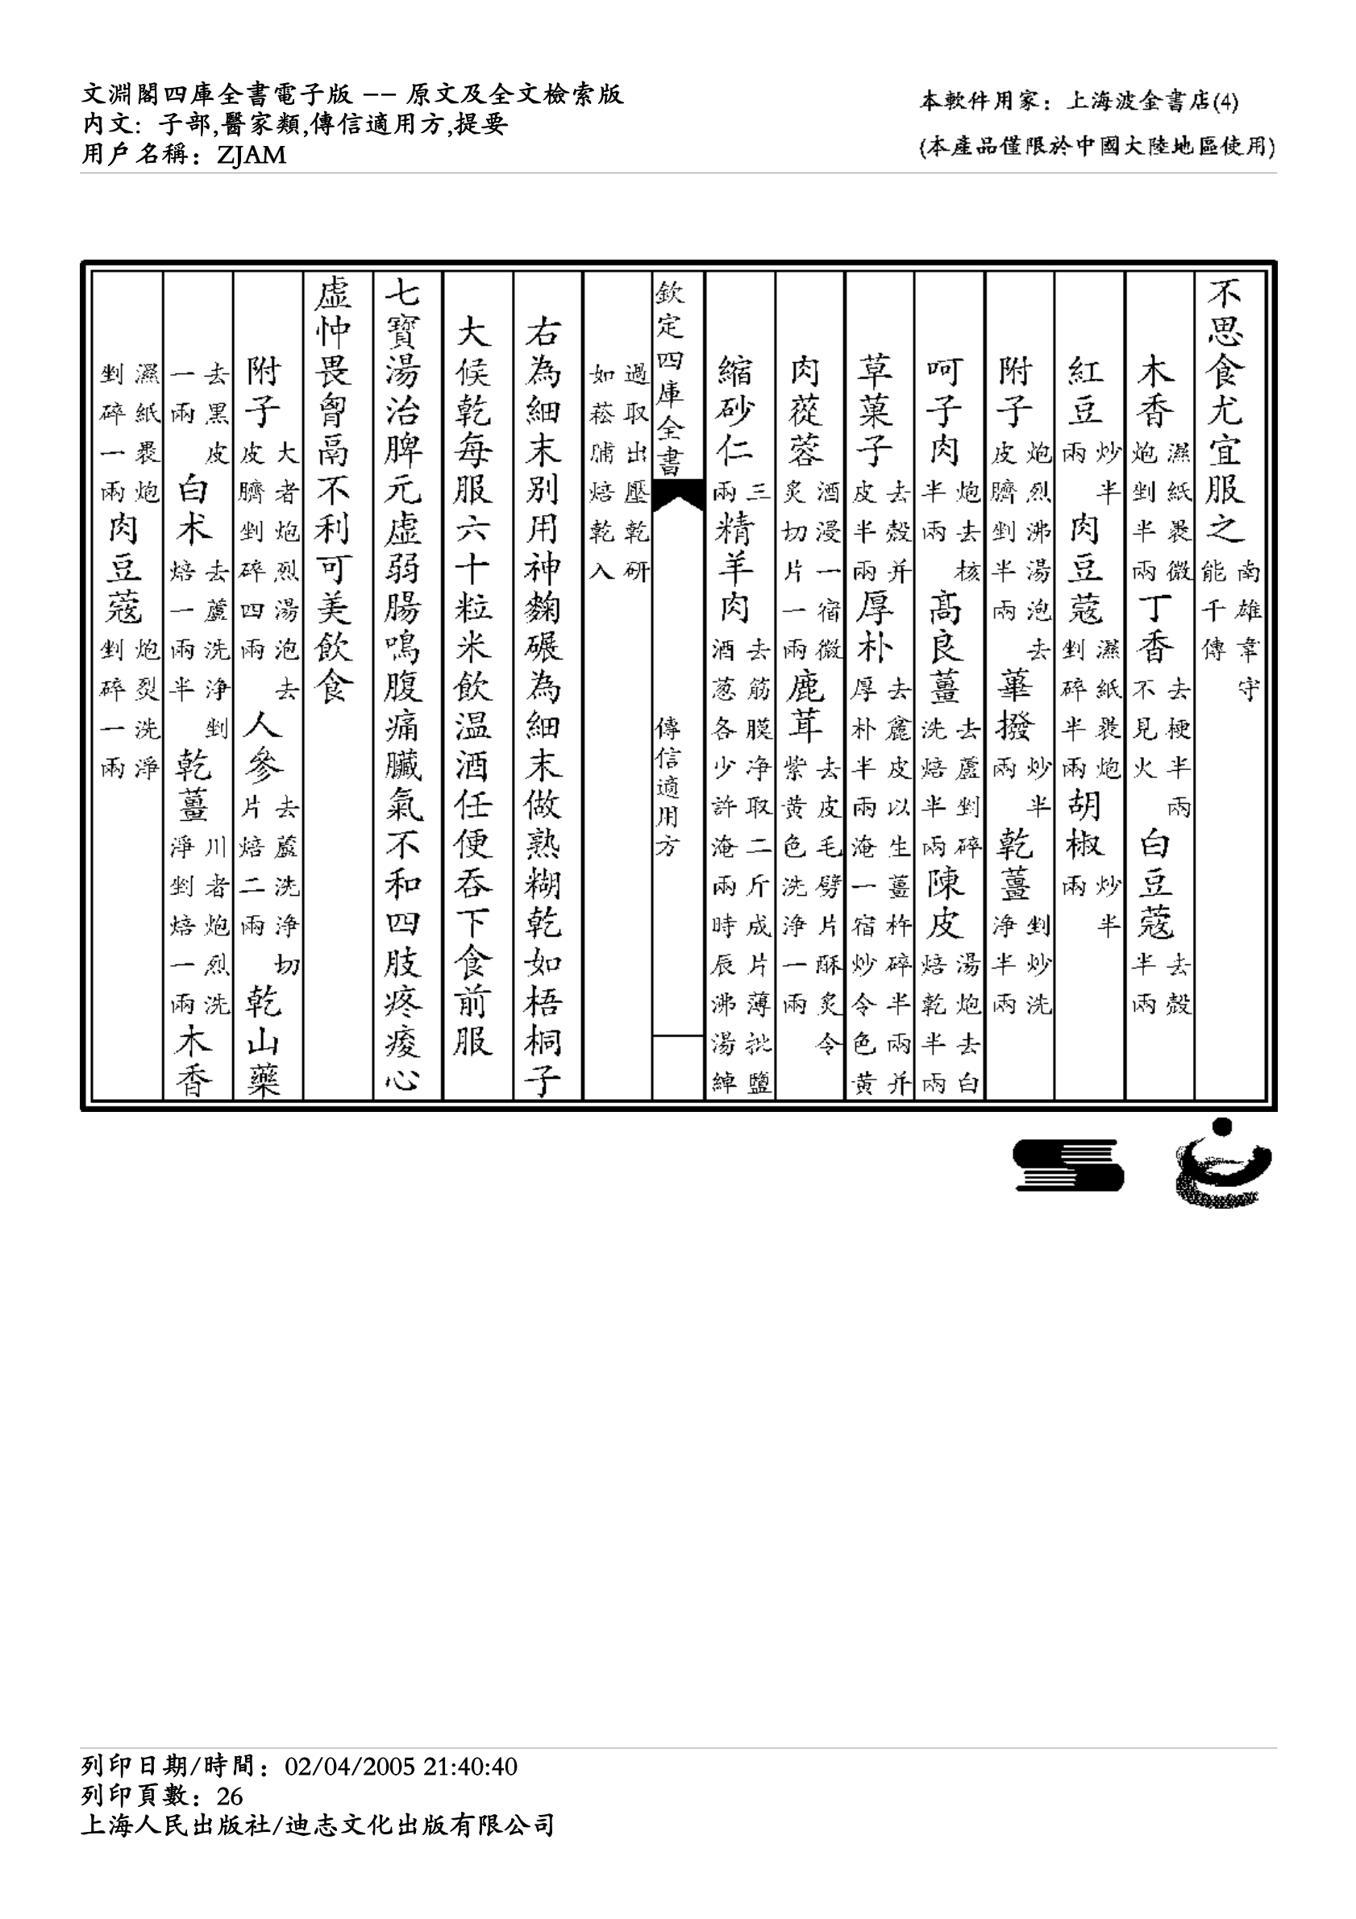 文淵閣四庫全書電子版 -- 原文及全文檢索版
內文: 子部,醫家類,傳信適用方,提要
用戶名稱: ZJAM
本軟件用家: 上海波金書店(4)
(本產品僅限於中國大陸地區使用)
不思食尤宜服之南雄韋守能千傳
木香濕紙褁微炮剉半兩丁香去梗半兩不見火白豆蔻去殻半兩
紅豆炒半兩肉豆蔻濕紙褁炮剉碎半兩胡椒炒半兩
附子炮烈沸湯泡去皮臍剉半兩蓽撥炒半兩乾薑剉炒洗浄半兩
呵子肉炮去核半兩髙良薑去蘆剉碎洗焙半兩陳皮湯炮去白焙乾半兩
草菓子去殻并皮半兩厚朴去麄皮以生薑杵碎半兩并厚朴半兩淹一宿炒令色黄
肉蓯蓉酒浸一宿微炙切片一兩鹿茸去皮毛劈片酥炙令紫黄色洗浄一兩
縮砂仁三兩精羊肉去筋膜净取二斤成片薄批鹽酒葱各少許淹兩時辰沸湯綽
欽定四庫全書
傳信適用方
過取出壓乾研如菘脯焙乾入
右為細末别用神麴碾為細末做熟糊乾如梧桐子
大候乾每服六十粒米飲温酒任便吞下食前服
七寶湯治脾元虚弱腸鳴腹痛臟氣不和四肢疼痠心
虚忡畏胷膈不利可美飲食
附子大者炮烈湯泡去皮臍剉碎四兩人參去蘆洗浄切片焙二兩乾山藥
去黒皮一兩白术去蘆洗浄剉焙一兩半乾薑川者炮烈洗淨剉焙一兩木香
濕紙褁炮剉碎一兩肉豆蔻炮裂洗淨剉碎一兩
列印日期/時間: 02/04/2005 21:40:40
列印頁數: 26
上海人民出版社/迪志文化出版有限公司